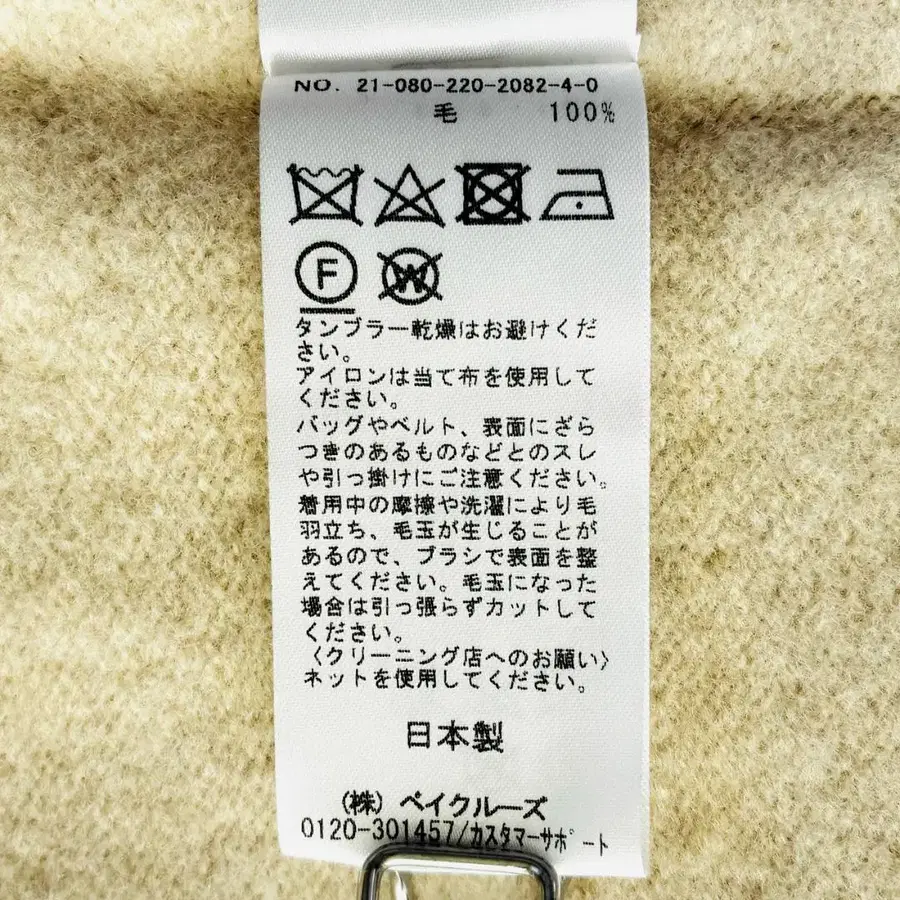 NO. 21-080-220-2082-4-0
毛 100%
F
W
タンブラー乾燥はお避けくだ
さい。
アイロンは当て布を使用して
ください。
バッグやベルト、表面にざら
つきのあるものなどとのスレ
や引っ掛けにご注意ください。
着用中の摩擦や洗濯により毛
羽立ち、毛玉が生じることが
あるので、ブラシで表面を整
えてください。毛玉になった
場合は引っ張らずカットして
ください。
〈クリーニング店へのお願い〉
ネットを使用してください。
日本製
(株) ベイクルーズ
0120-301457/カスタマーサポート